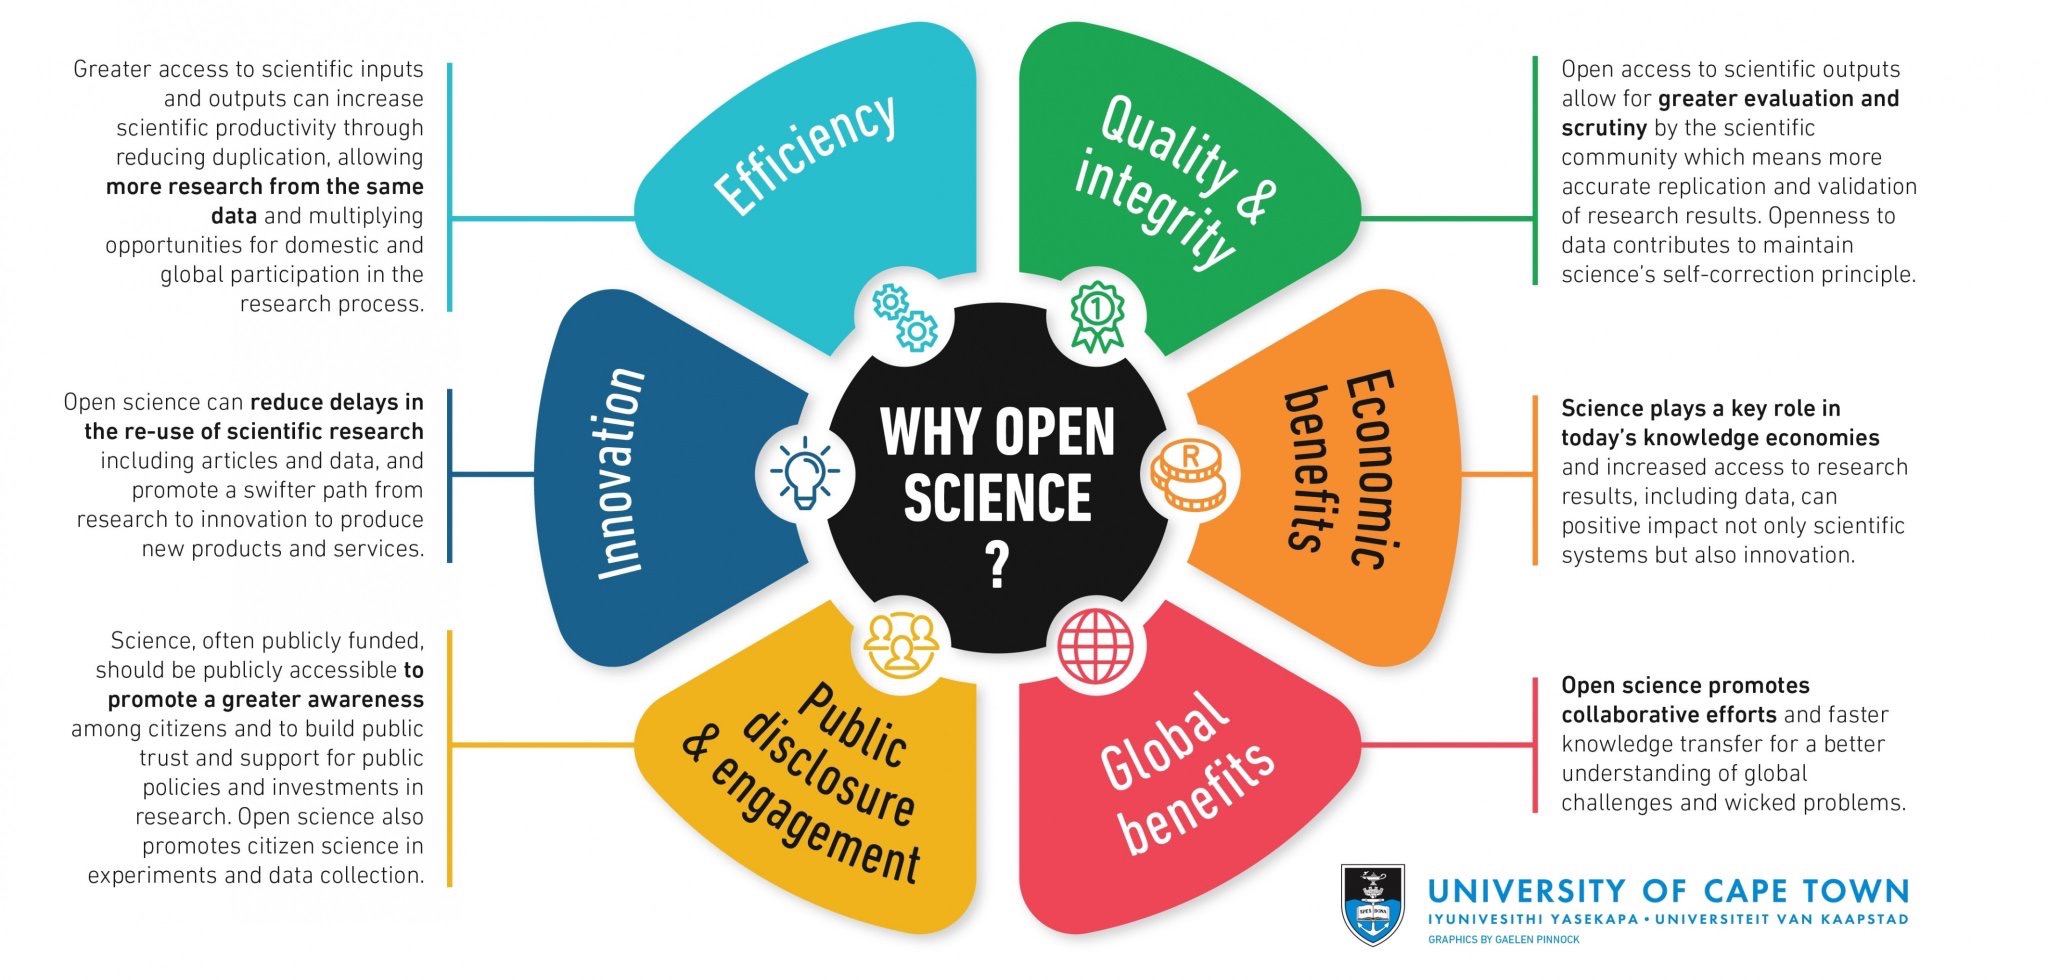 Greater access to scientific inputs
and outputs can increase
scientific productivity through
reducing duplication, allowing
more research from the same
data and multiplying
opportunities for domestic and
global participation in the
research process.
Efficiency
Quality &
integrity
Open access to scientific outputs
allow for greater evaluation and
scrutiny by the scientific
community which means more
accurate replication and validation
of research results. Openness to
data contributes to maintain
science's self-correction principle.
Open science can reduce delays in
the re-use of scientific research
including articles and data, and
promote a swifter path from
research to innovation to produce
new products and services.
Innovation
WHY OPEN
SCIENCE
?
1
R
Economic
benefits
Science plays a key role in
today's knowledge economies
and increased access to research
results, including data, can
positive impact not only scientific
systems but also innovation.
Science, often publicly funded,
should be publicly accessible to
promote a greater awareness
among citizens and to build public
trust and support for public
policies and investments in
research. Open science also
promotes citizen science in
experiments and data collection.
Public
disclosure
& engagement
Global
benefits
Open science promotes
collaborative efforts and faster
knowledge transfer for a better
understanding of global
challenges and wicked problems.
SPES BONA
UNIVERSITY OF CAPE TOWN
IYUNIVESITHI YASEKAPA • UNIVERSITEIT VAN KAAPSTAD
GRAPHICS BY GAELEN PINNOCK